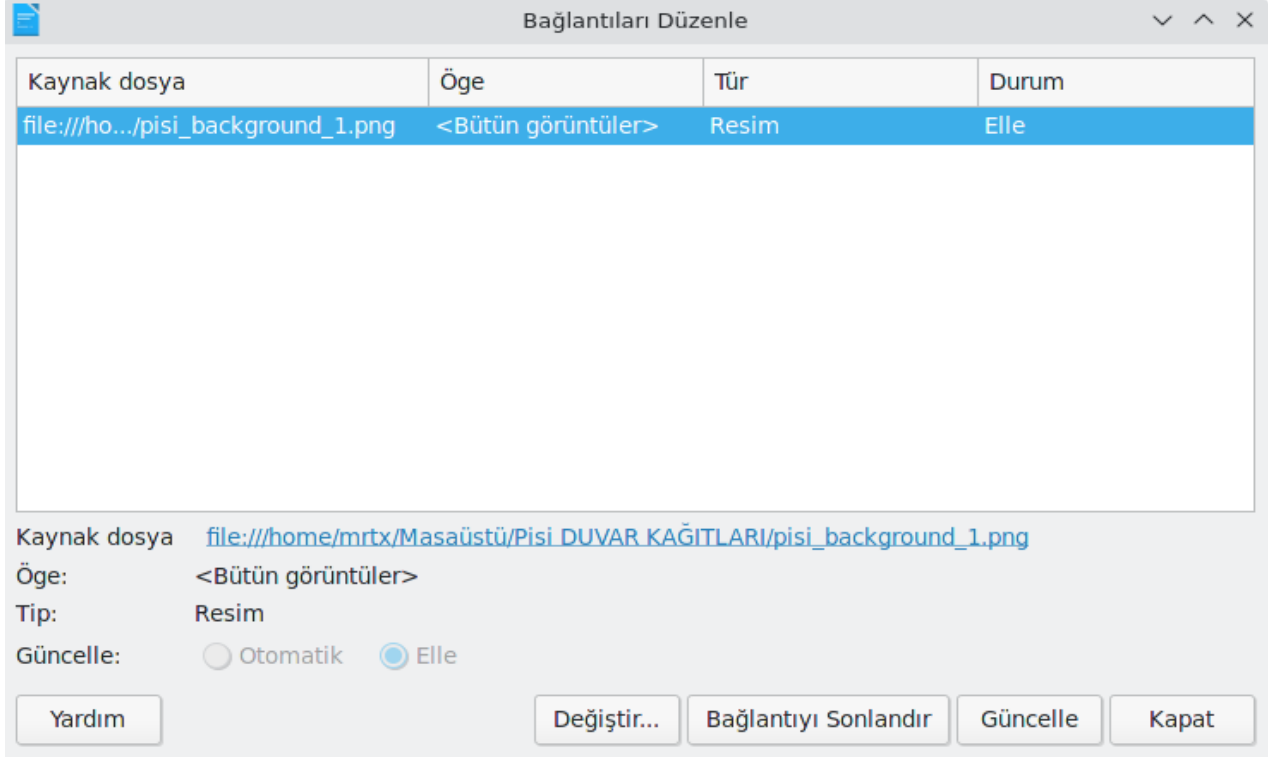 Bağlantıları Düzenle
Kaynak dosya Öge Tür Durum
file:///ho.../pisi_background_1.png <Bütün görüntüler> Resim Elle
Kaynak dosya file:///home/mrtx/Masaüstü/Pisi DUVAR KAĞITLARI/pisi_background_1.png
Öge: <Bütün görüntüler>
Tip: Resim
Güncelle: Otomatik Elle
Yardım Değiştir... Bağlantıyı Sonlandır Güncelle Kapat